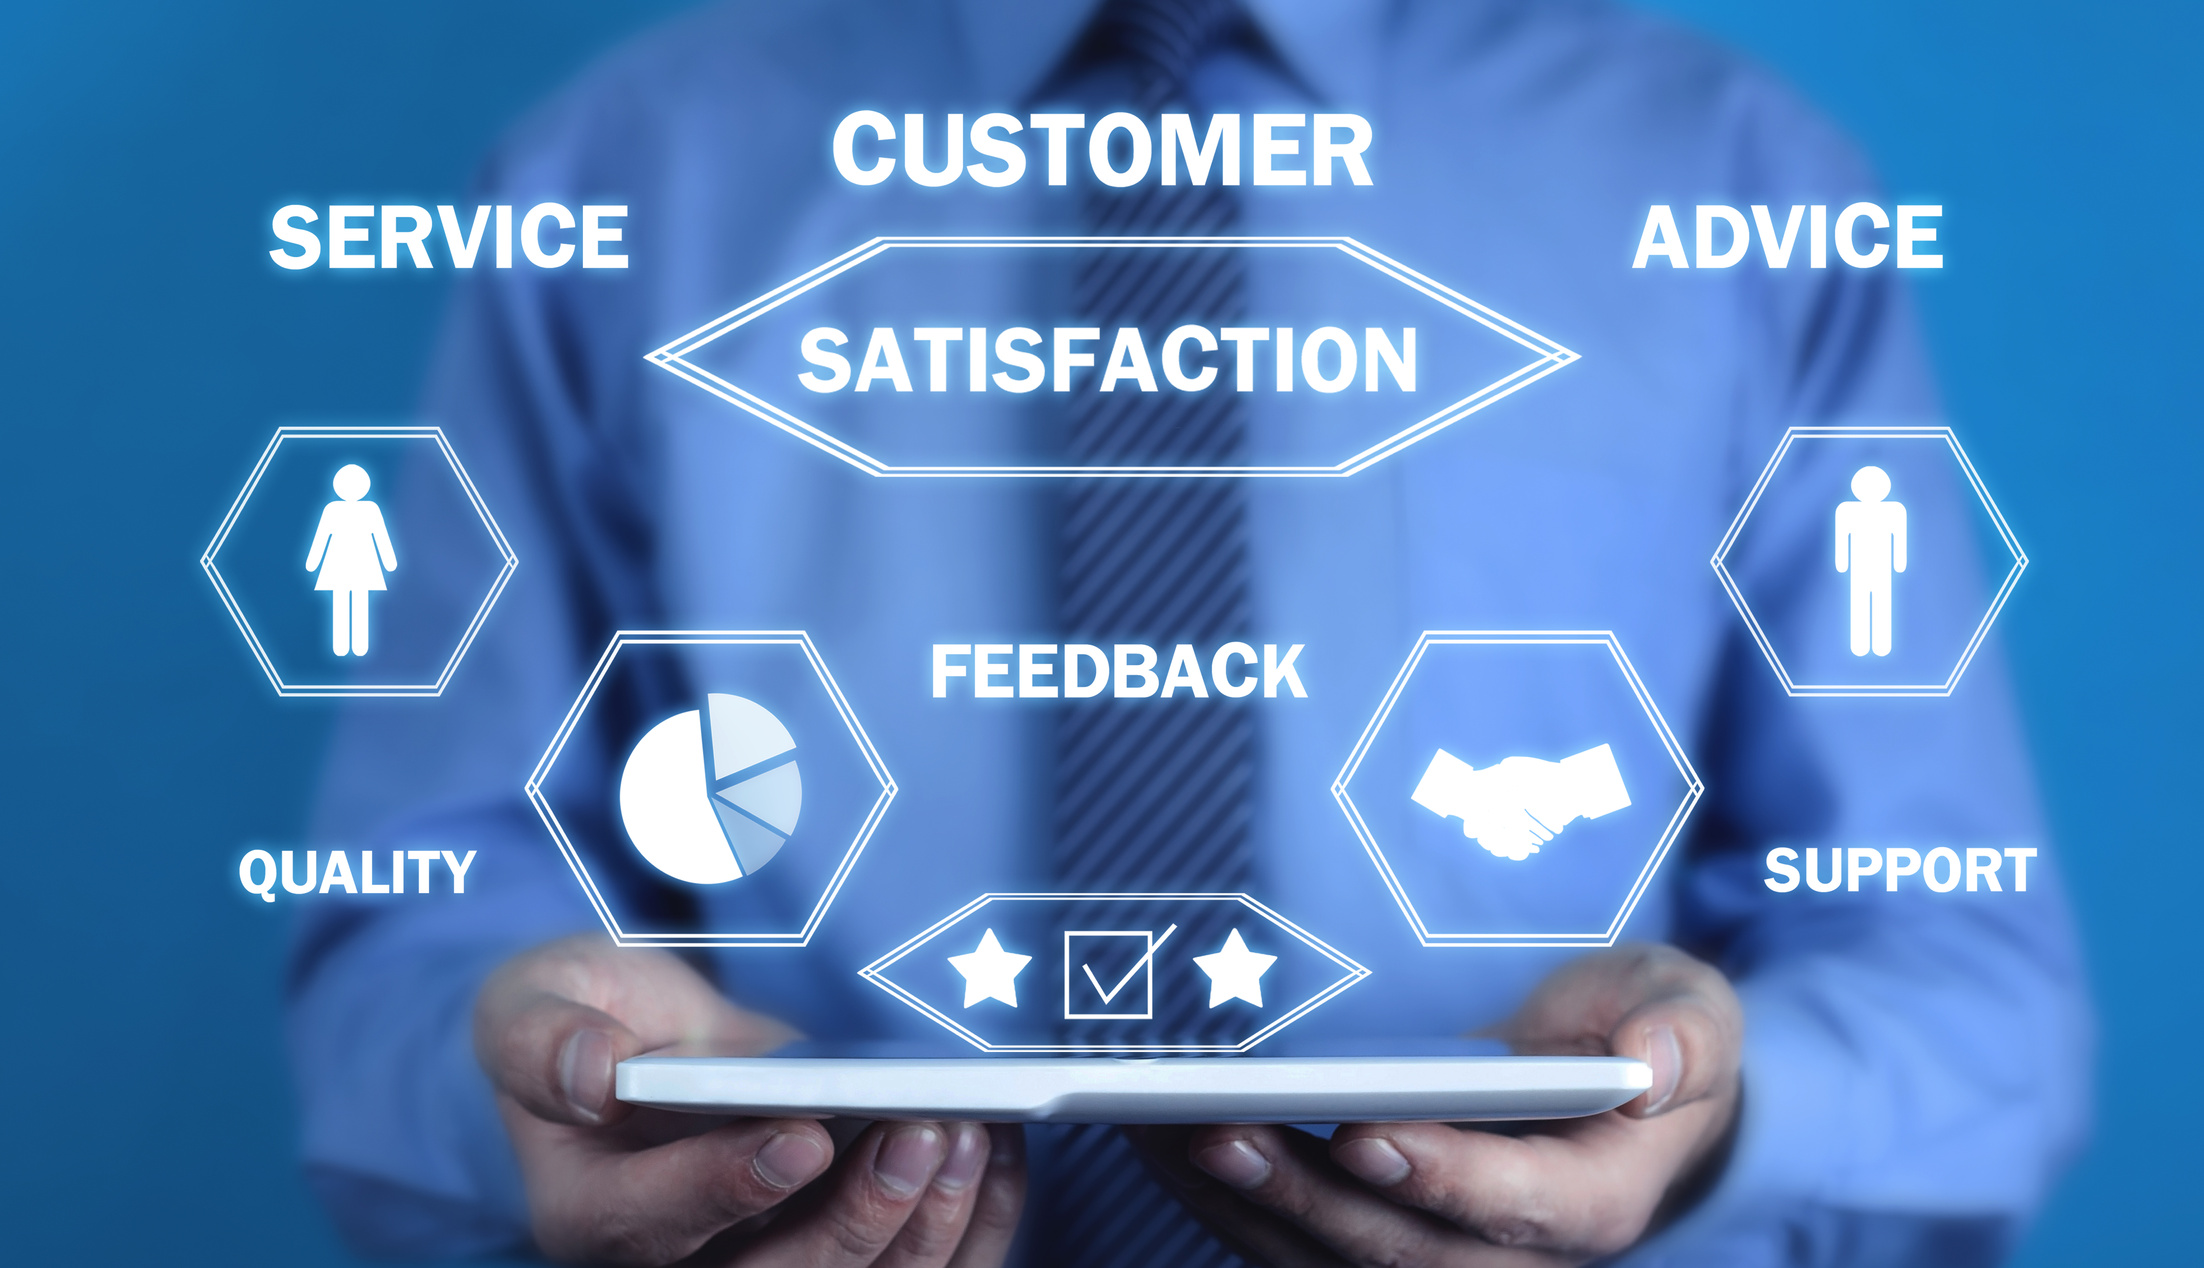 CUSTOMER
SERVICE
ADVICE
SATISFACTION
FEEDBACK
QUALITY
SUPPORT